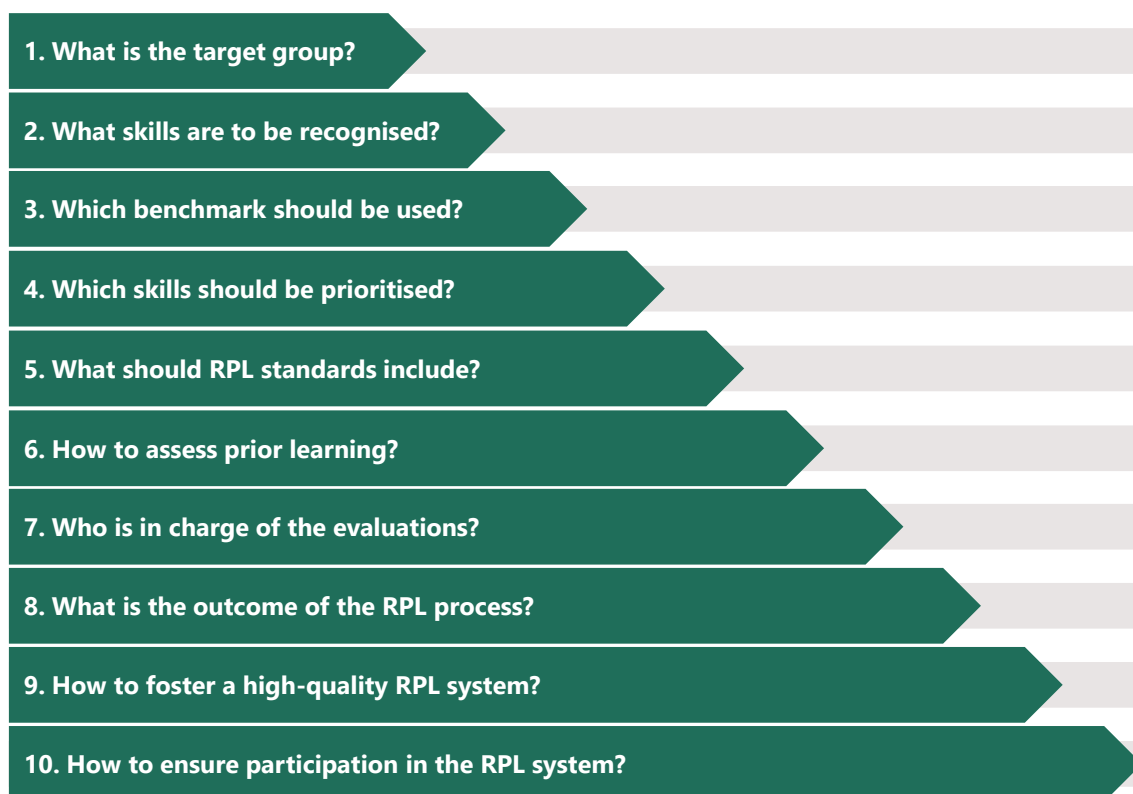 1. What is the target group?
2. What skills are to be recognised?
3. Which benchmark should be used?
4. Which skills should be prioritised?
5. What should RPL standards include?
6. How to assess prior learning?
7. Who is in charge of the evaluations?
8. What is the outcome of the RPL process?
9. How to foster a high-quality RPL system?
10. How to ensure participation in the RPL system?